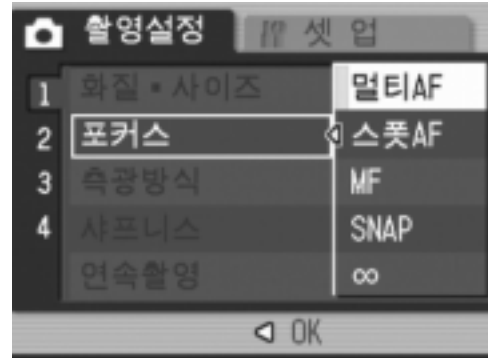 촬영설정 셋 업
1 화질·사이즈 멀티AF
2 포커스 스폿AF
3 측광방식 MF
4 샤프니스 SNAP
연속촬영 ∞
OK